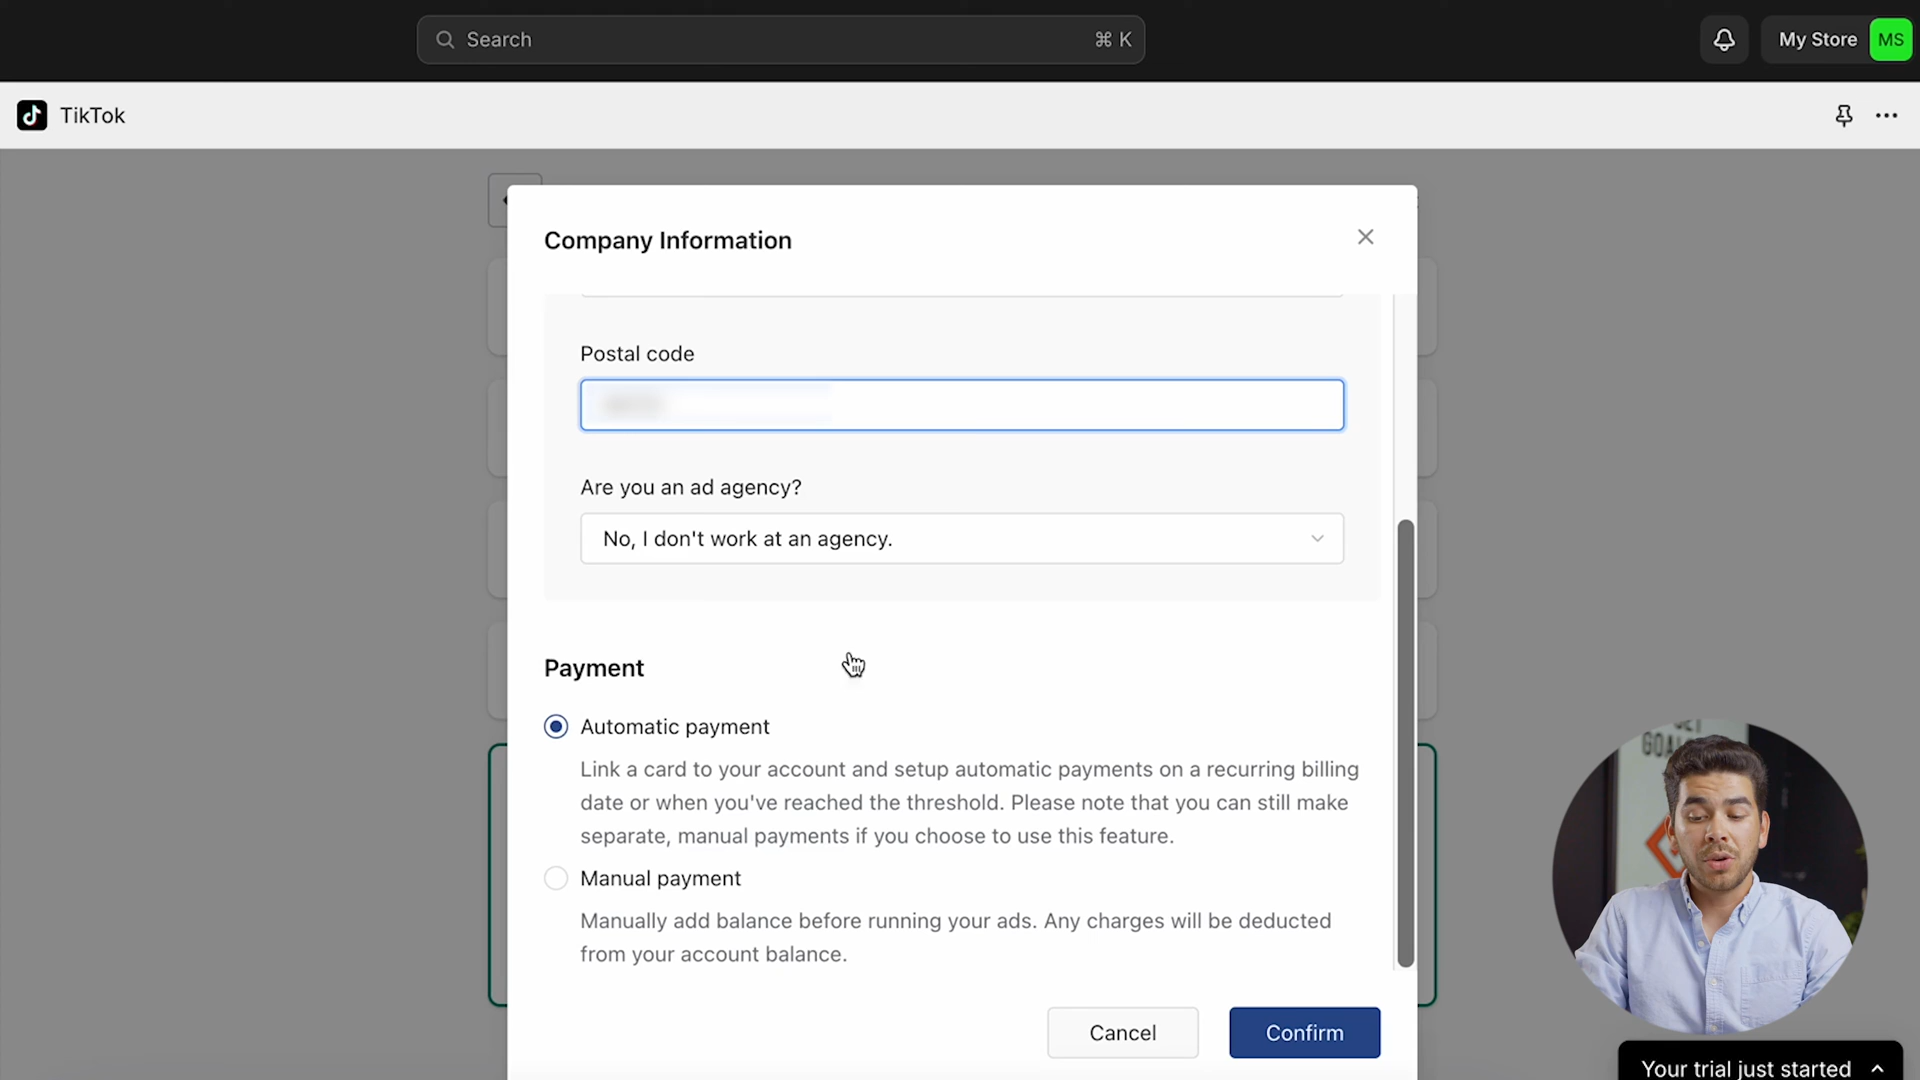 Search
⌘ K
My Store
MS
TikTok
Company Information
Postal code
Are you an ad agency?
No, I don't work at an agency.
Payment
Automatic payment
Link a card to your account and setup automatic payments on a recurring billing
date or when you've reached the threshold. Please note that you can still make
separate, manual payments if you choose to use this feature.
Manual payment
Manually add balance before running your ads. Any charges will be deducted
from your account balance.
Cancel
Confirm
Your trial just started